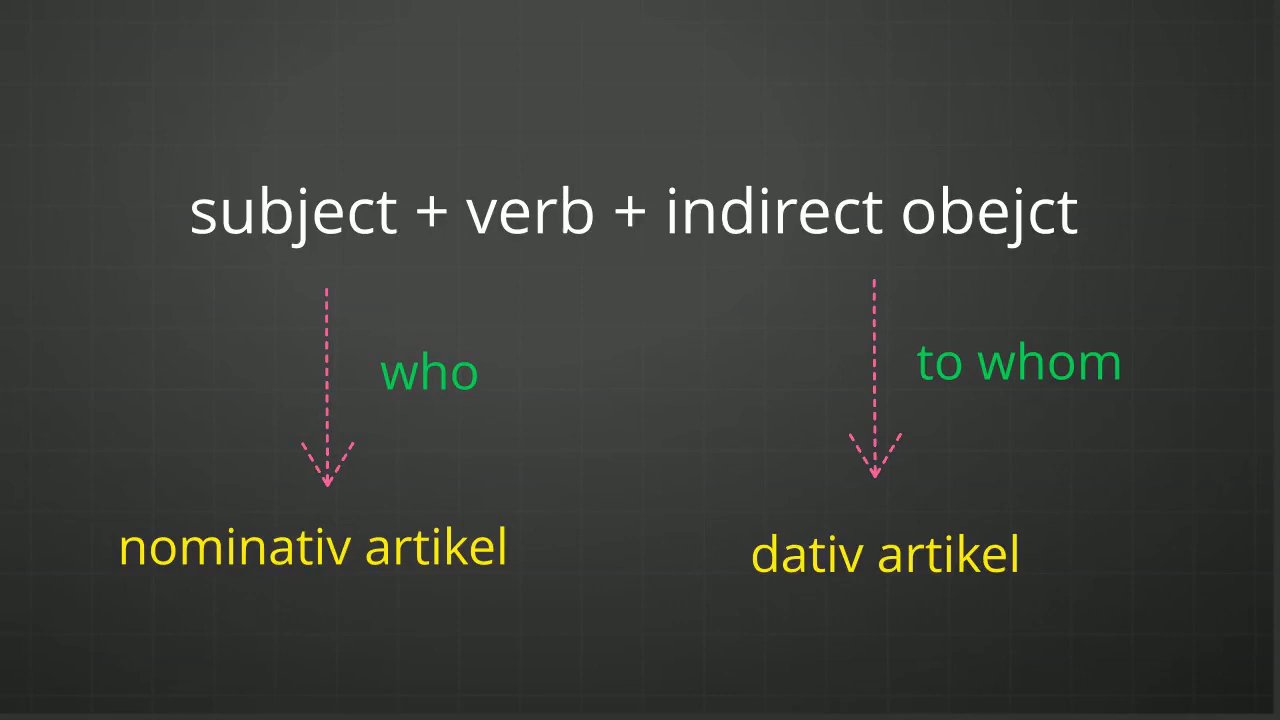 subject + verb + indirect obejct
who
to whom
nominativ artikel
dativ artikel